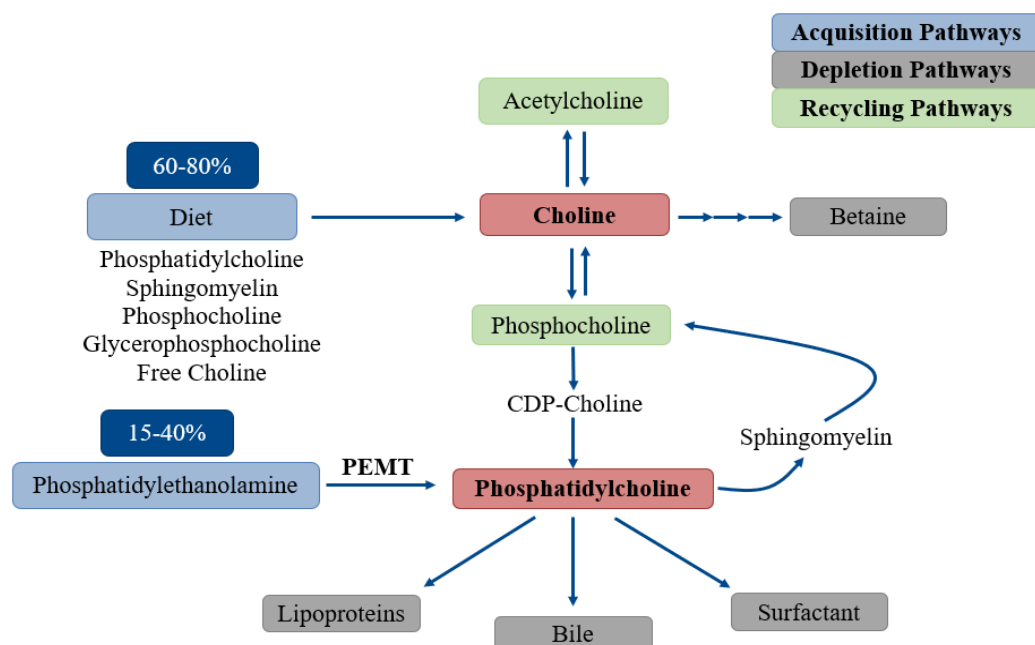 Acquisition Pathways
Depletion Pathways
Recycling Pathways
Acetylcholine
60-80%
Diet
Choline
Betaine
Phosphatidylcholine
Sphingomyelin
Phosphocholine
Glycerophosphocholine
Free Choline
Phosphocholine
CDP-Choline
Sphingomyelin
15-40%
Phosphatidylethanolamine
PEMT
Phosphatidylcholine
Lipoproteins
Bile
Surfactant